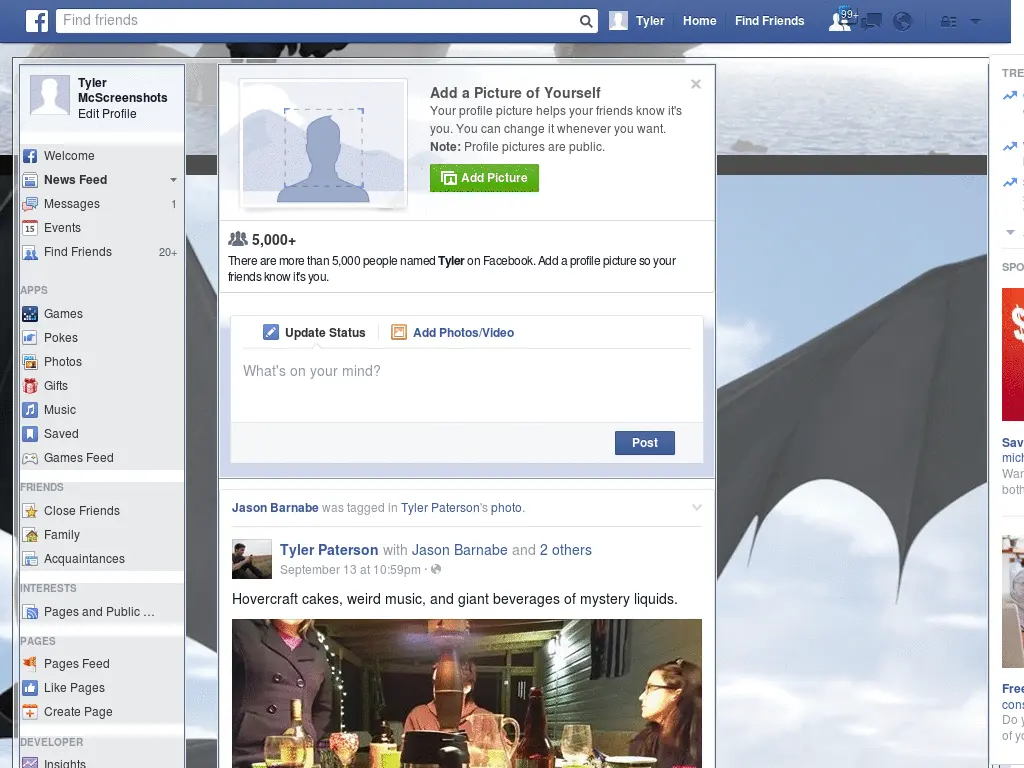 Find friends
Tyler
Home
Find Friends
99+
Tyler
McScreenshots
Edit Profile
Welcome
News Feed
Messages 1
15 Events
Find Friends 20+
APPS
Games
Pokes
Photos
Gifts
Music
Saved
Games Feed
FRIENDS
Close Friends
Family
Acquaintances
INTERESTS
Pages and Public ...
PAGES
Pages Feed
Like Pages
Create Page
DEVELOPER
Insights
Add a Picture of Yourself
Your profile picture helps your friends know it's
you. You can change it whenever you want.
Note: Profile pictures are public.
Add Picture
5,000+
There are more than 5,000 people named Tyler on Facebook. Add a profile picture so your
friends know it's you.
Update Status
Add Photos/Video
What's on your mind?
Post
Jason Barnabe was tagged in Tyler Paterson's photo.
Tyler Paterson with Jason Barnabe and 2 others
September 13 at 10:59pm ·
Hovercraft cakes, weird music, and giant beverages of mystery liquids.
TRE
SPO
$
Sav
mich
War
both
Free
cons
Do y
of yo